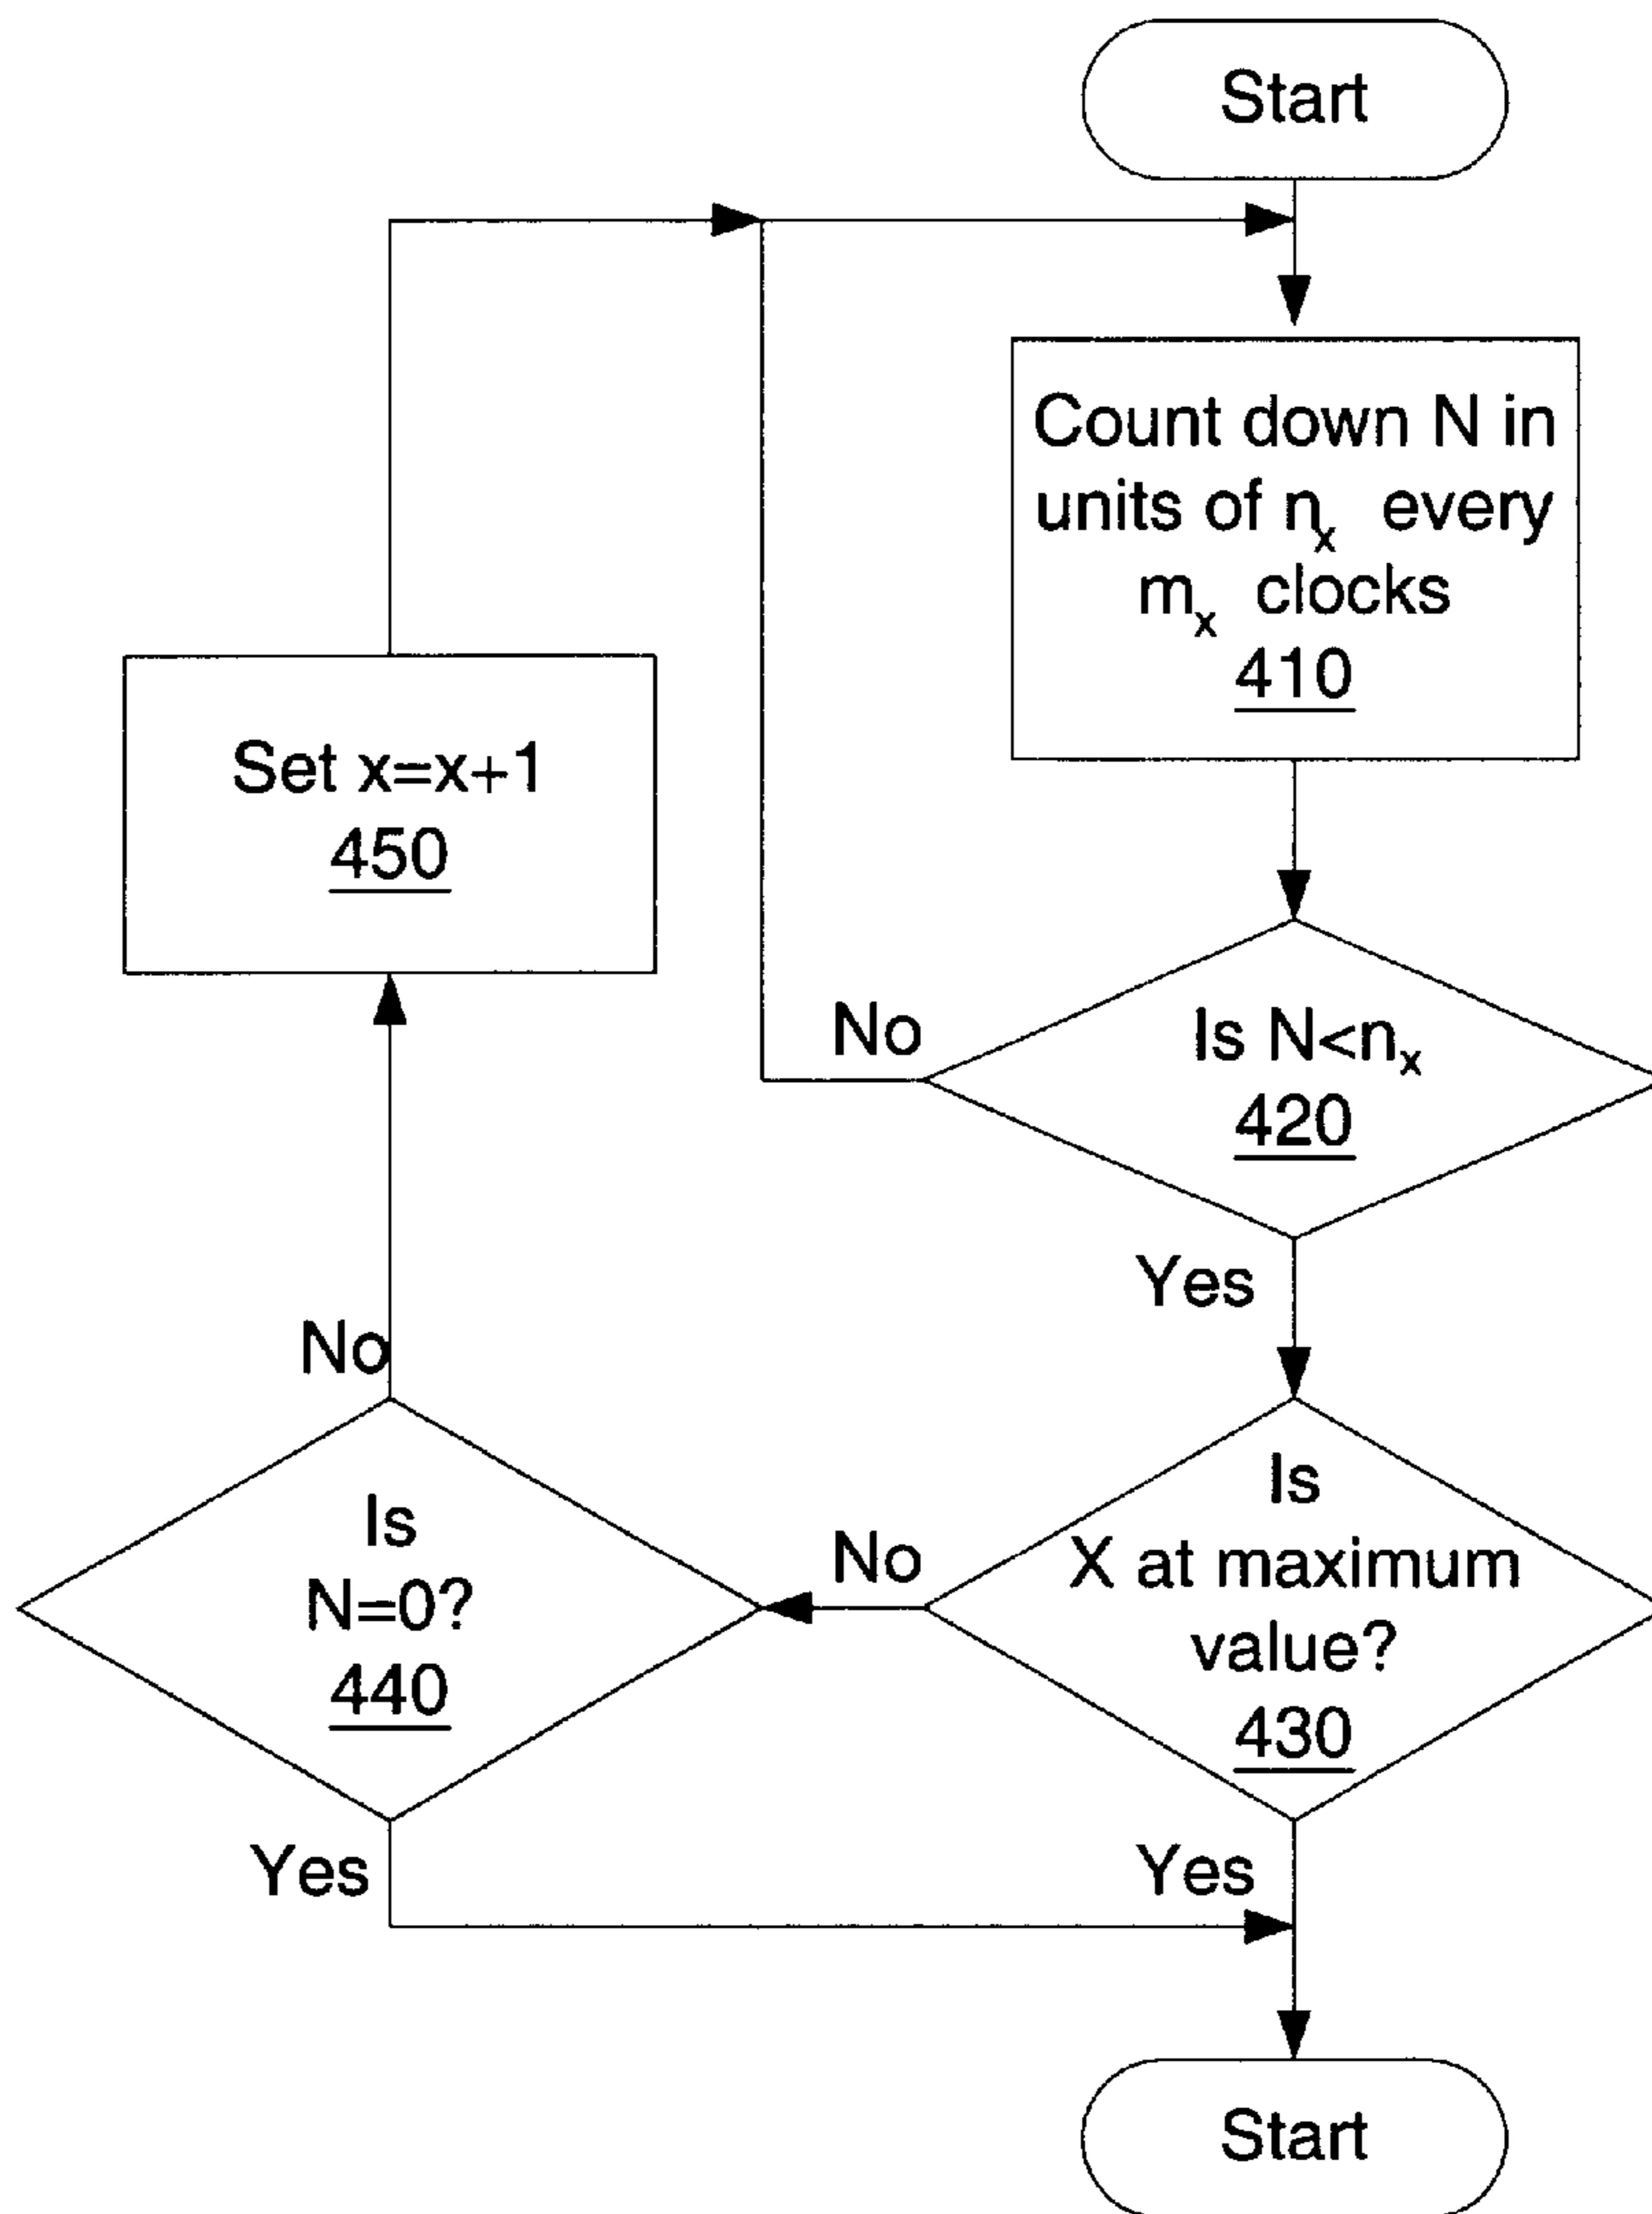 Start
Count down N in
units of nₓ every
mₓ clocks
410
Set x=x+1
450
No
Is N<nₓ
420
Yes
No
Is
N=0?
440
No
Is
X at maximum
value?
430
Yes
Yes
Start